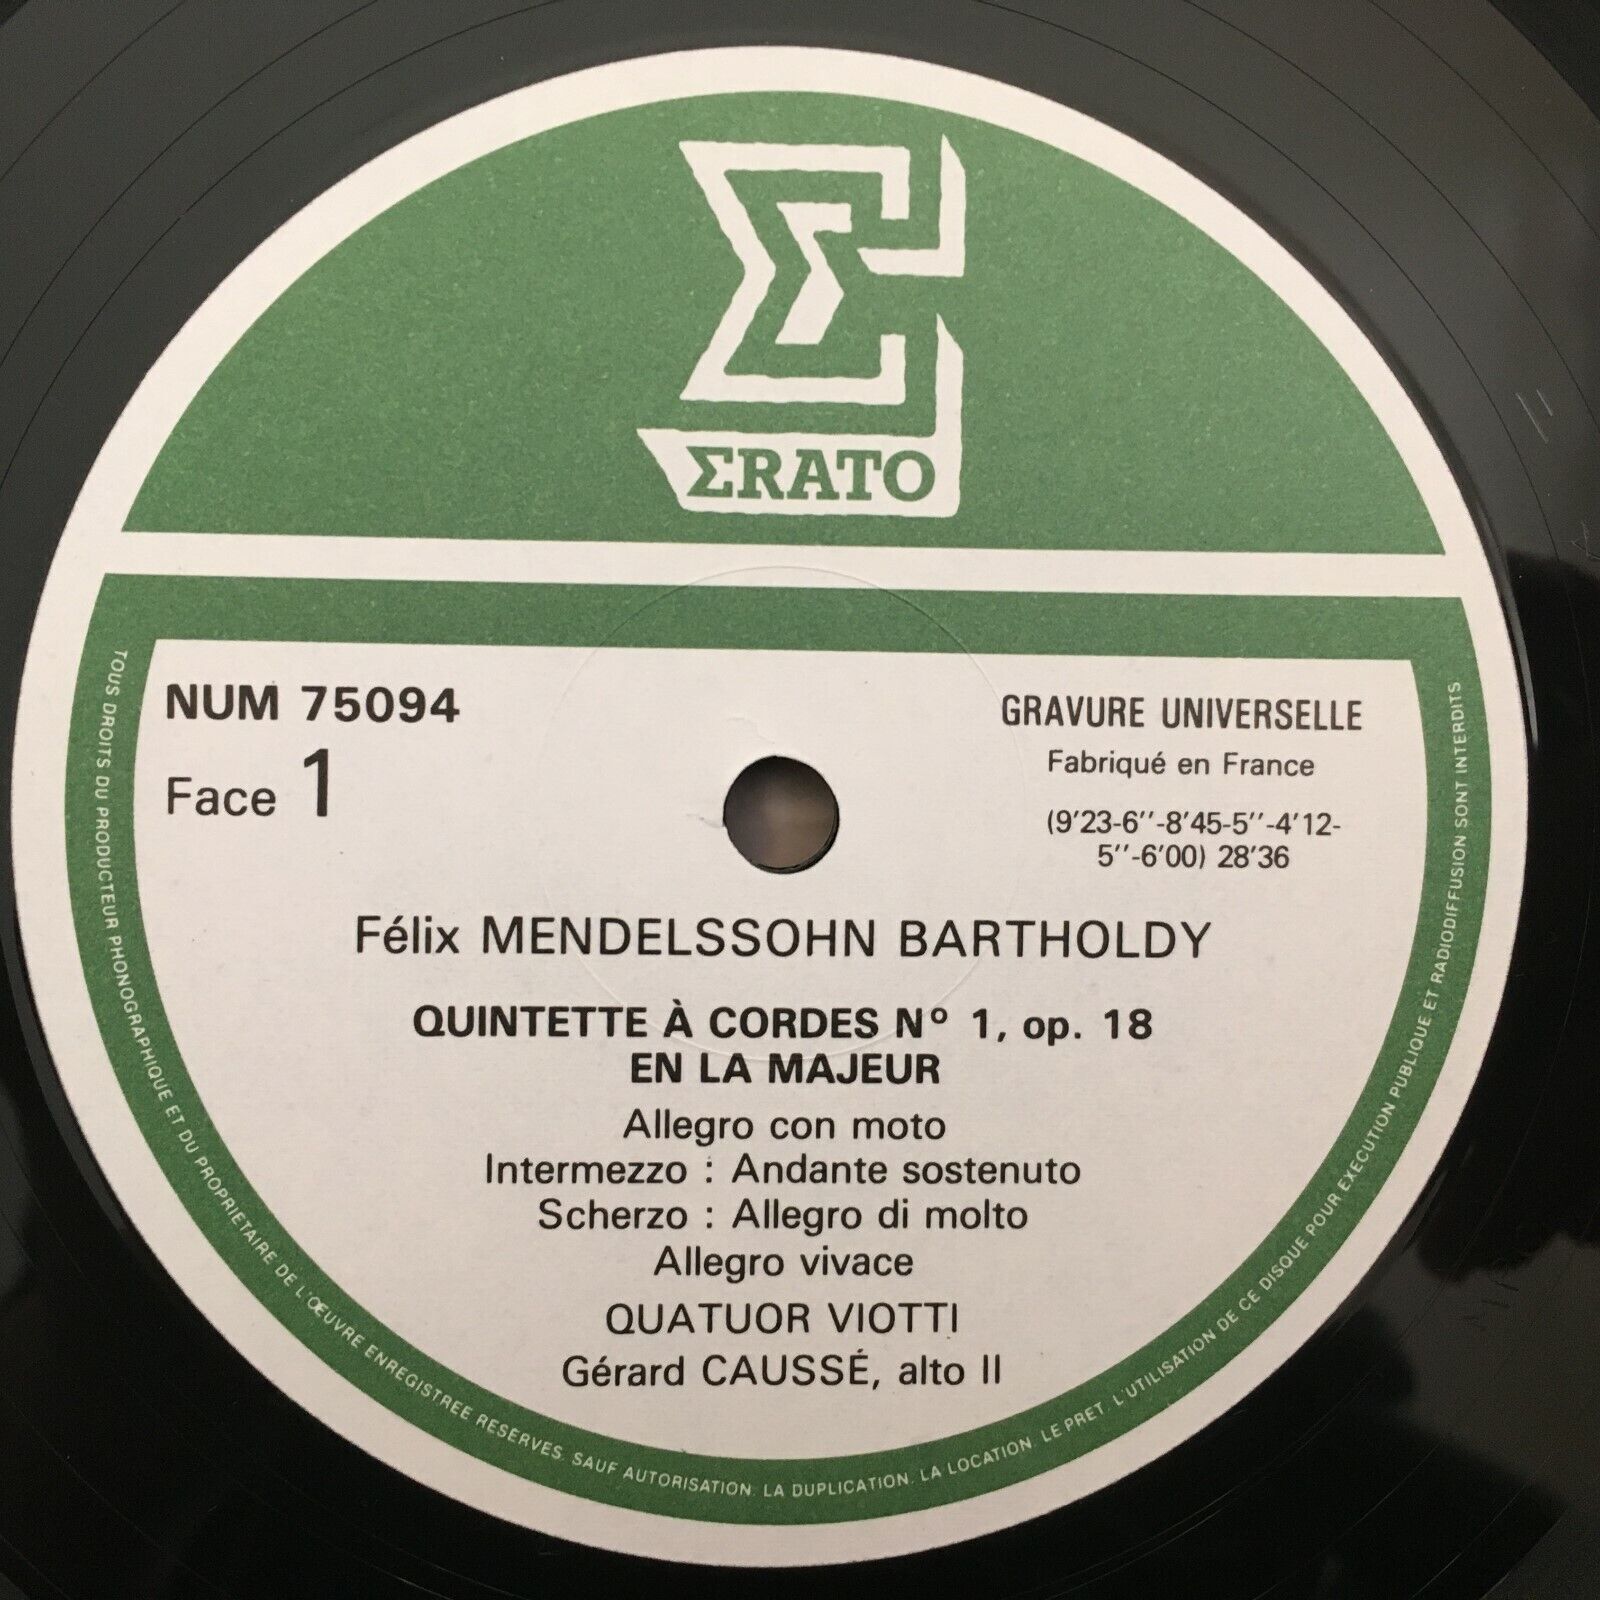 ΣRATO
NUM 75094
Face 1
GRAVURE UNIVERSELLE
Fabriqué en France
(9'23-6''-8'45-5''-4'12-
5''-6'00) 28'36
Félix MENDELSSOHN BARTHOLDY
QUINTETTE À CORDES Nº 1, op. 18
EN LA MAJEUR
Allegro con moto
Intermezzo : Andante sostenuto
Scherzo : Allegro di molto
Allegro vivace
QUATUOR VIOTTI
Gérard CAUSSÉ, alto II
TOUS DROITS DU PRODUCTEUR PHONOGRAPHIQUE ET DU PROPRIETAIRE DE L'ŒUVRE ENREGISTREE RESERVES. SAUF AUTORISATION. LA DUPLICATION. LA LOCATION. LE PRET. L'UTILISATION DE CE DISQUE POUR EXECUTION PUBLIQUE ET RADIODIFFUSION SONT INTERDITS